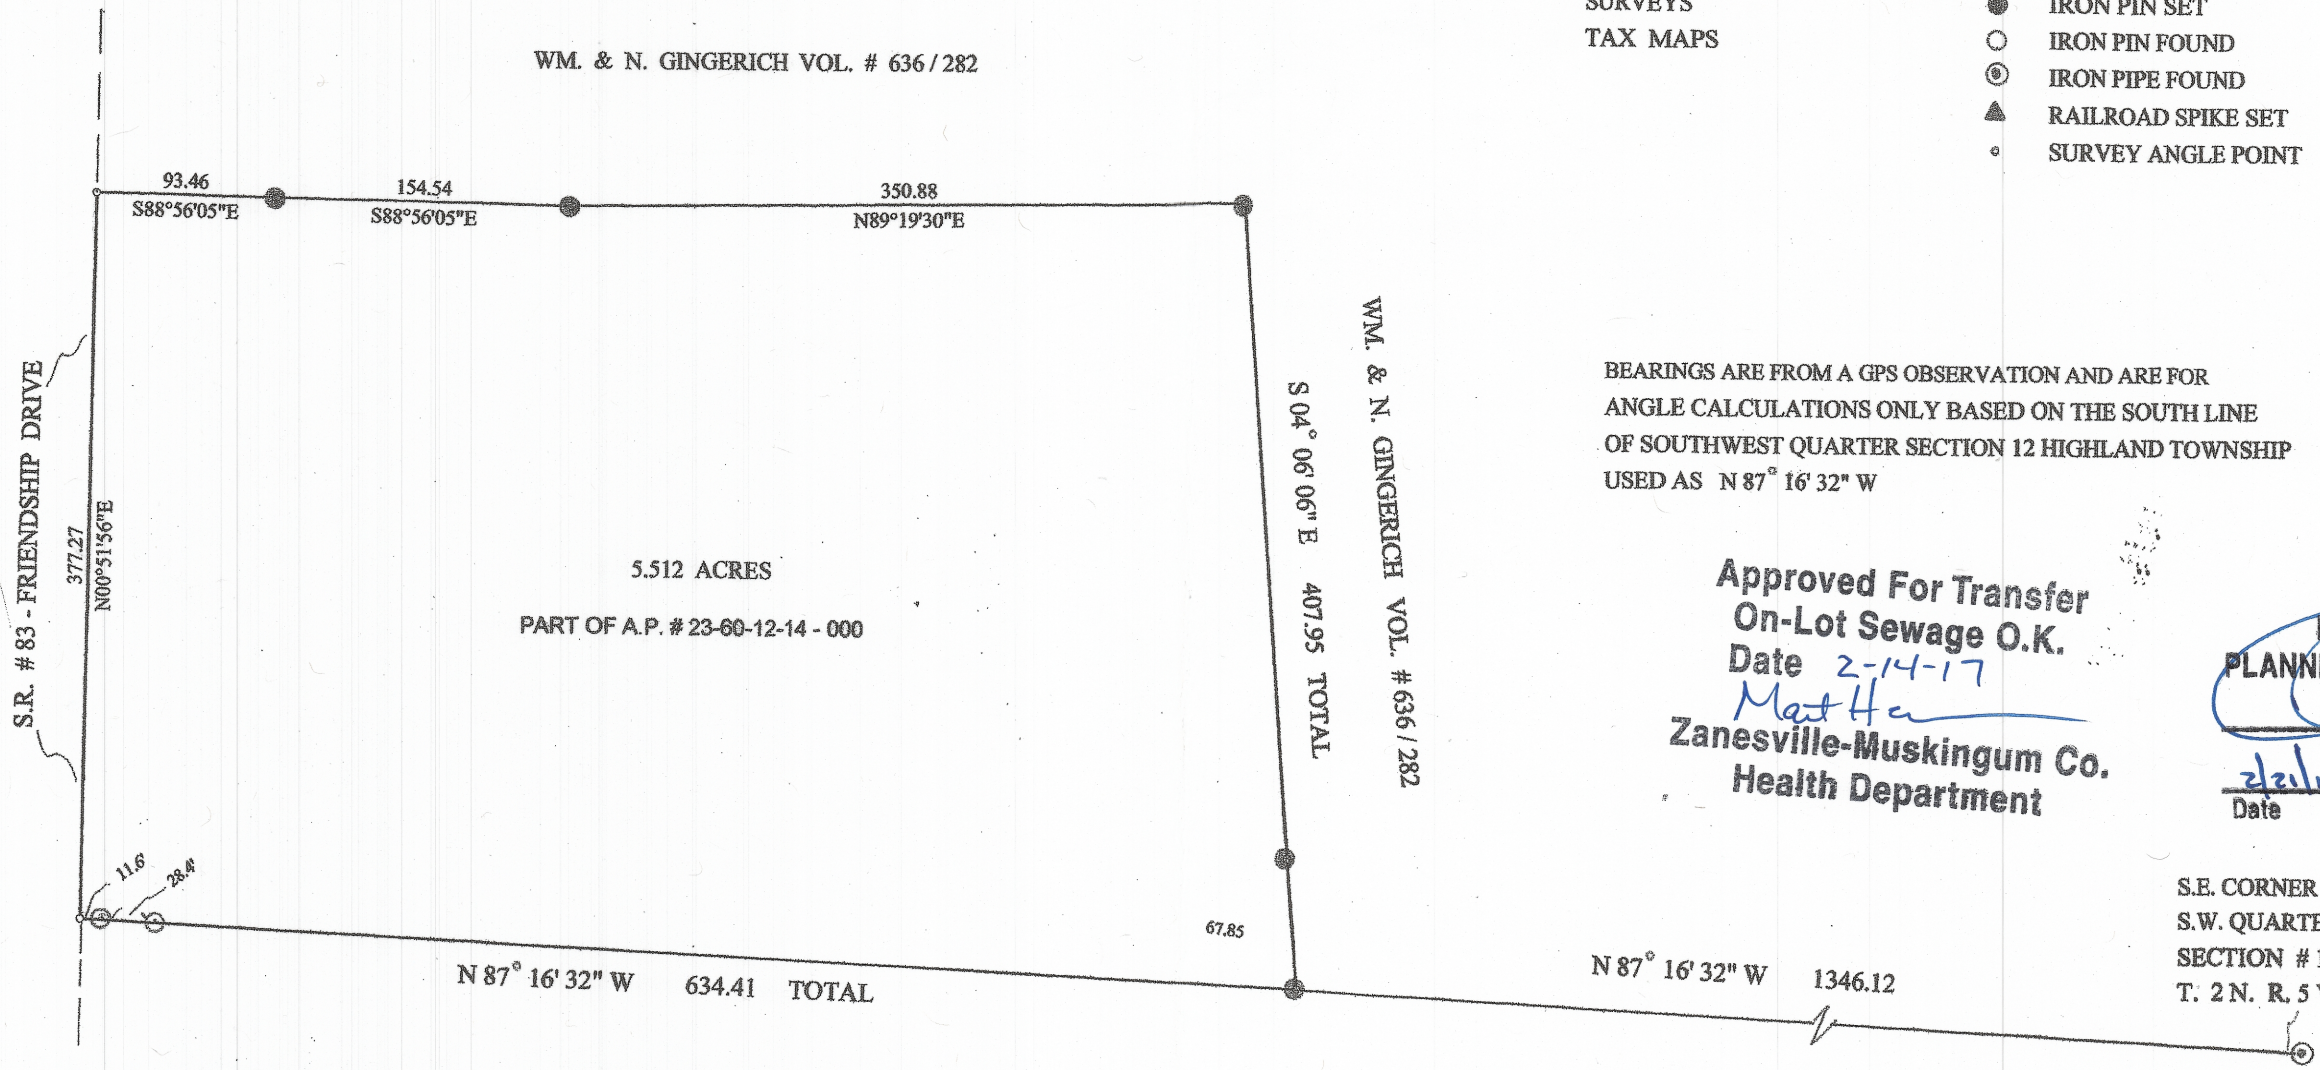 SURVEYS
TAX MAPS
IRON PIN SET
IRON PIN FOUND
IRON PIPE FOUND
RAILROAD SPIKE SET
SURVEY ANGLE POINT
WM. & N. GINGERICH VOL. # 636 / 282
93.46
S88°56'05"E
154.54
S88°56'05"E
350.88
N89°19'30"E
S.R. # 83 - FRIENDSHIP DRIVE
377.27
N00°51'56"E
5.512 ACRES
PART OF A.P. # 23-60-12-14 - 000
S 04° 06' 06" E 407.95 TOTAL
WM. & N. GINGERICH VOL. # 636 / 282
BEARINGS ARE FROM A GPS OBSERVATION AND ARE FOR
ANGLE CALCULATIONS ONLY BASED ON THE SOUTH LINE
OF SOUTHWEST QUARTER SECTION 12 HIGHLAND TOWNSHIP
USED AS N 87° 16' 32" W
Approved For Transfer
On-Lot Sewage O.K.
Date 2-14-17
Zanesville-Muskingum Co.
Health Department
PLANN
2/21/1
Date
11.6'
28.4'
67.85
N 87° 16' 32" W 634.41 TOTAL
N 87° 16' 32" W 1346.12
S.E. CORNER
S.W. QUARTE
SECTION # 1
T. 2 N. R. 5